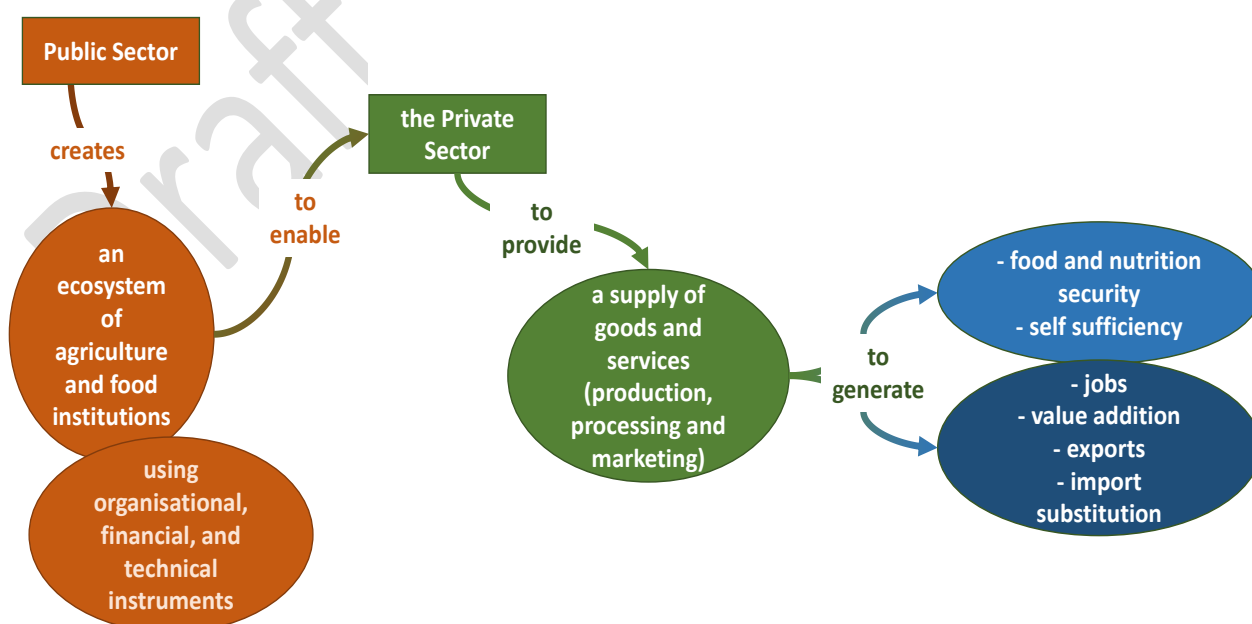 Draft
Public Sector
creates
an
ecosystem
of
agriculture
and food
institutions
using
organisational,
financial, and
technical
instruments
to
enable
the Private
Sector
to
provide
a supply of
goods and
services
(production,
processing and
marketing)
to
generate
- food and nutrition
security
- self sufficiency
- jobs
- value addition
- exports
- import
substitution